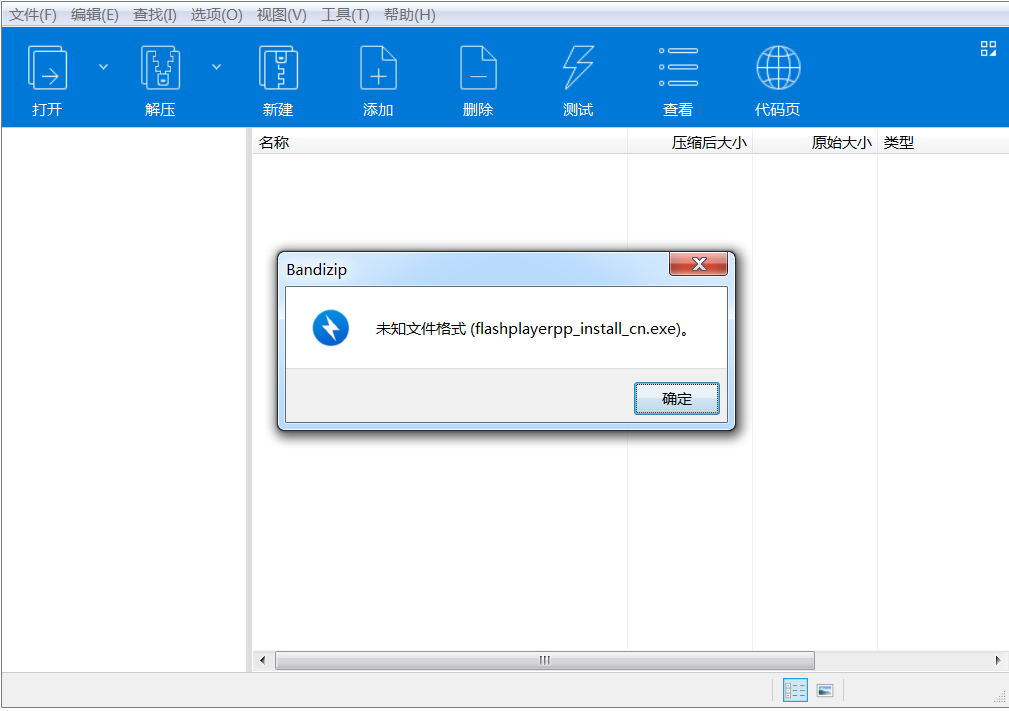 文件(F) 编辑(E) 查找(I) 选项(O) 视图(V) 工具(T) 帮助(H)
打开 解压 新建 添加 删除 测试 查看 代码页
名称 压缩后大小 原始大小 类型
Bandizip
未知文件格式 (flashplayerpp_install_cn.exe)。
确定